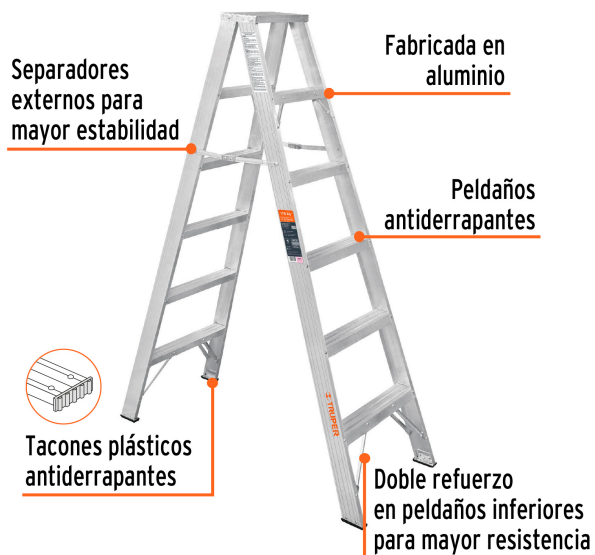 Separadores
externos para
mayor estabilidad
Fabricada en
aluminio
Peldaños
antiderrapantes
TRUPER
Tacones plásticos
antiderrapantes
Doble refuerzo
en peldaños inferiores
para mayor resistencia